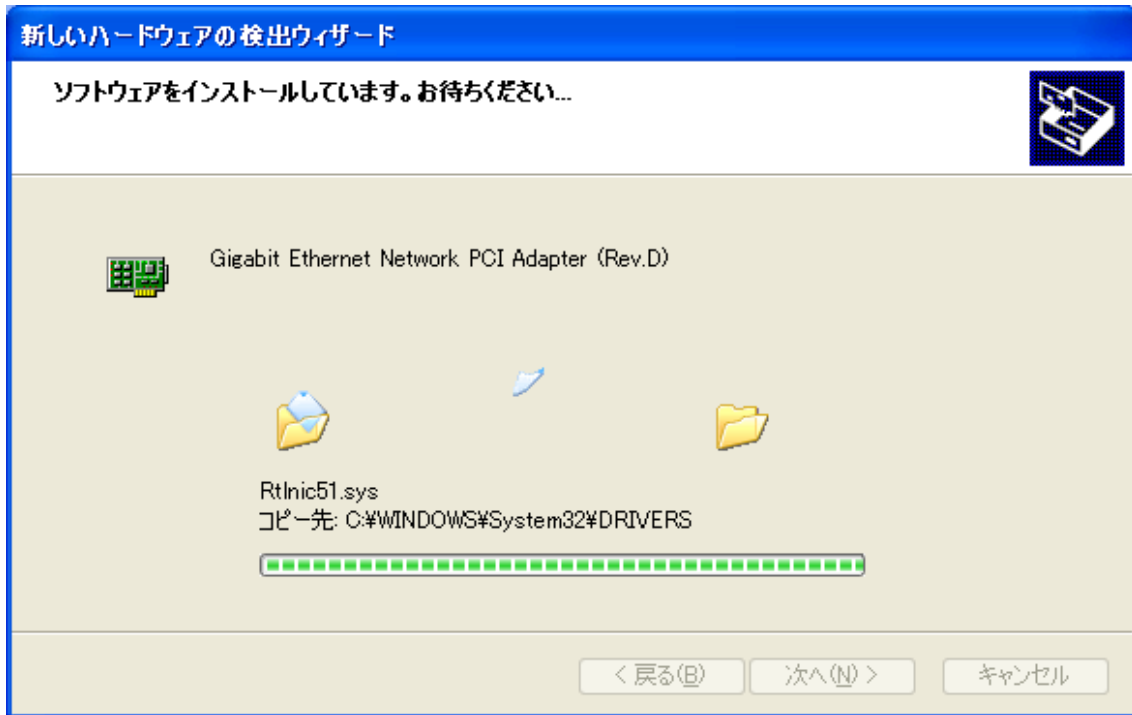 新しいハードウェアの検出ウィザード
ソフトウェアをインストールしています。お待ちください...
Gigabit Ethernet Network PCI Adapter (Rev.D)
Rtlnic51.sys
コピー先: C:¥WINDOWS¥System32¥DRIVERS
< 戻る(B) 次へ(N) > キャンセル